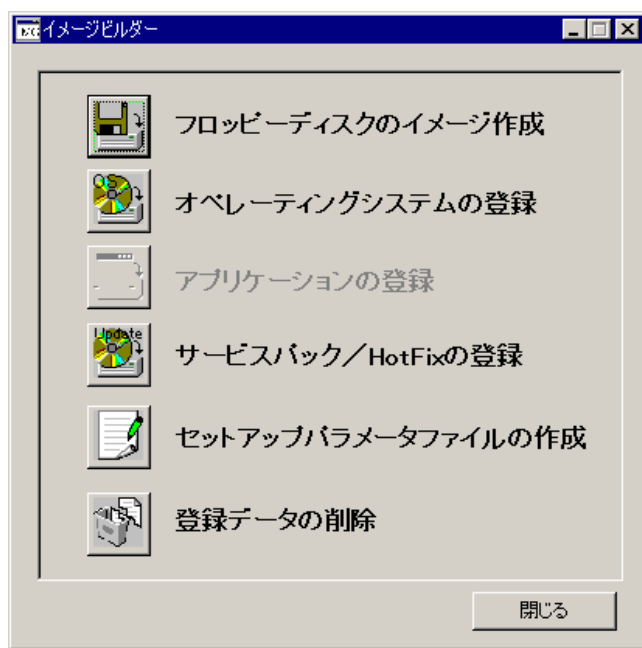 イメージビルダー
フロッピーディスクのイメージ作成
オペレーティングシステムの登録
アプリケーションの登録
Update
サービスパック／HotFixの登録
セットアップパラメータファイルの作成
登録データの削除
閉じる